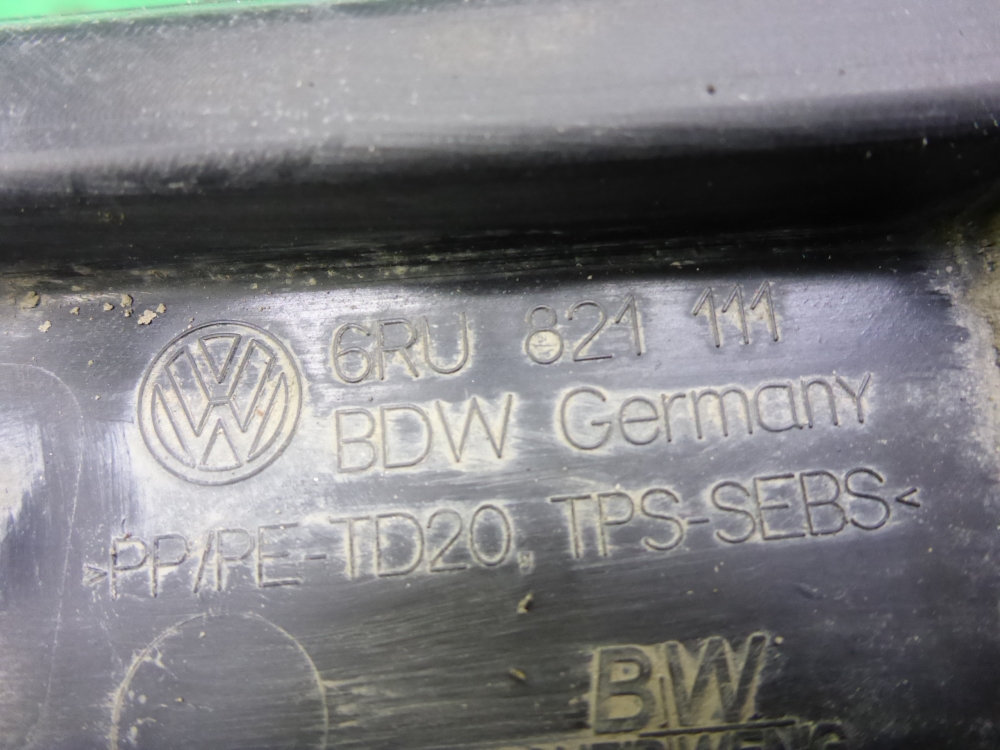 6RU 821 111
BDW Germany
>PP/PE-TD20, TPS-SEBS<
BW